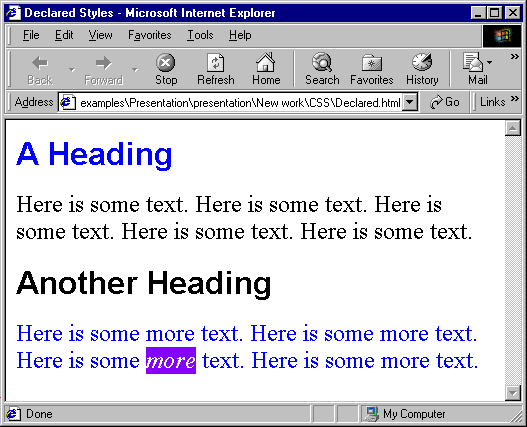 Declared Styles - Microsoft Internet Explorer
File Edit View Favorites Tools Help »
Back Forward Stop Refresh Home Search Favorites History Mail »
Address examples\Presentation\presentation\New work\CSS\Declared.html Go Links »
A Heading
Here is some text. Here is some text. Here is
some text. Here is some text. Here is some text.
Another Heading
Here is some more text. Here is some more text.
Here is some more text. Here is some more text.
Done My Computer